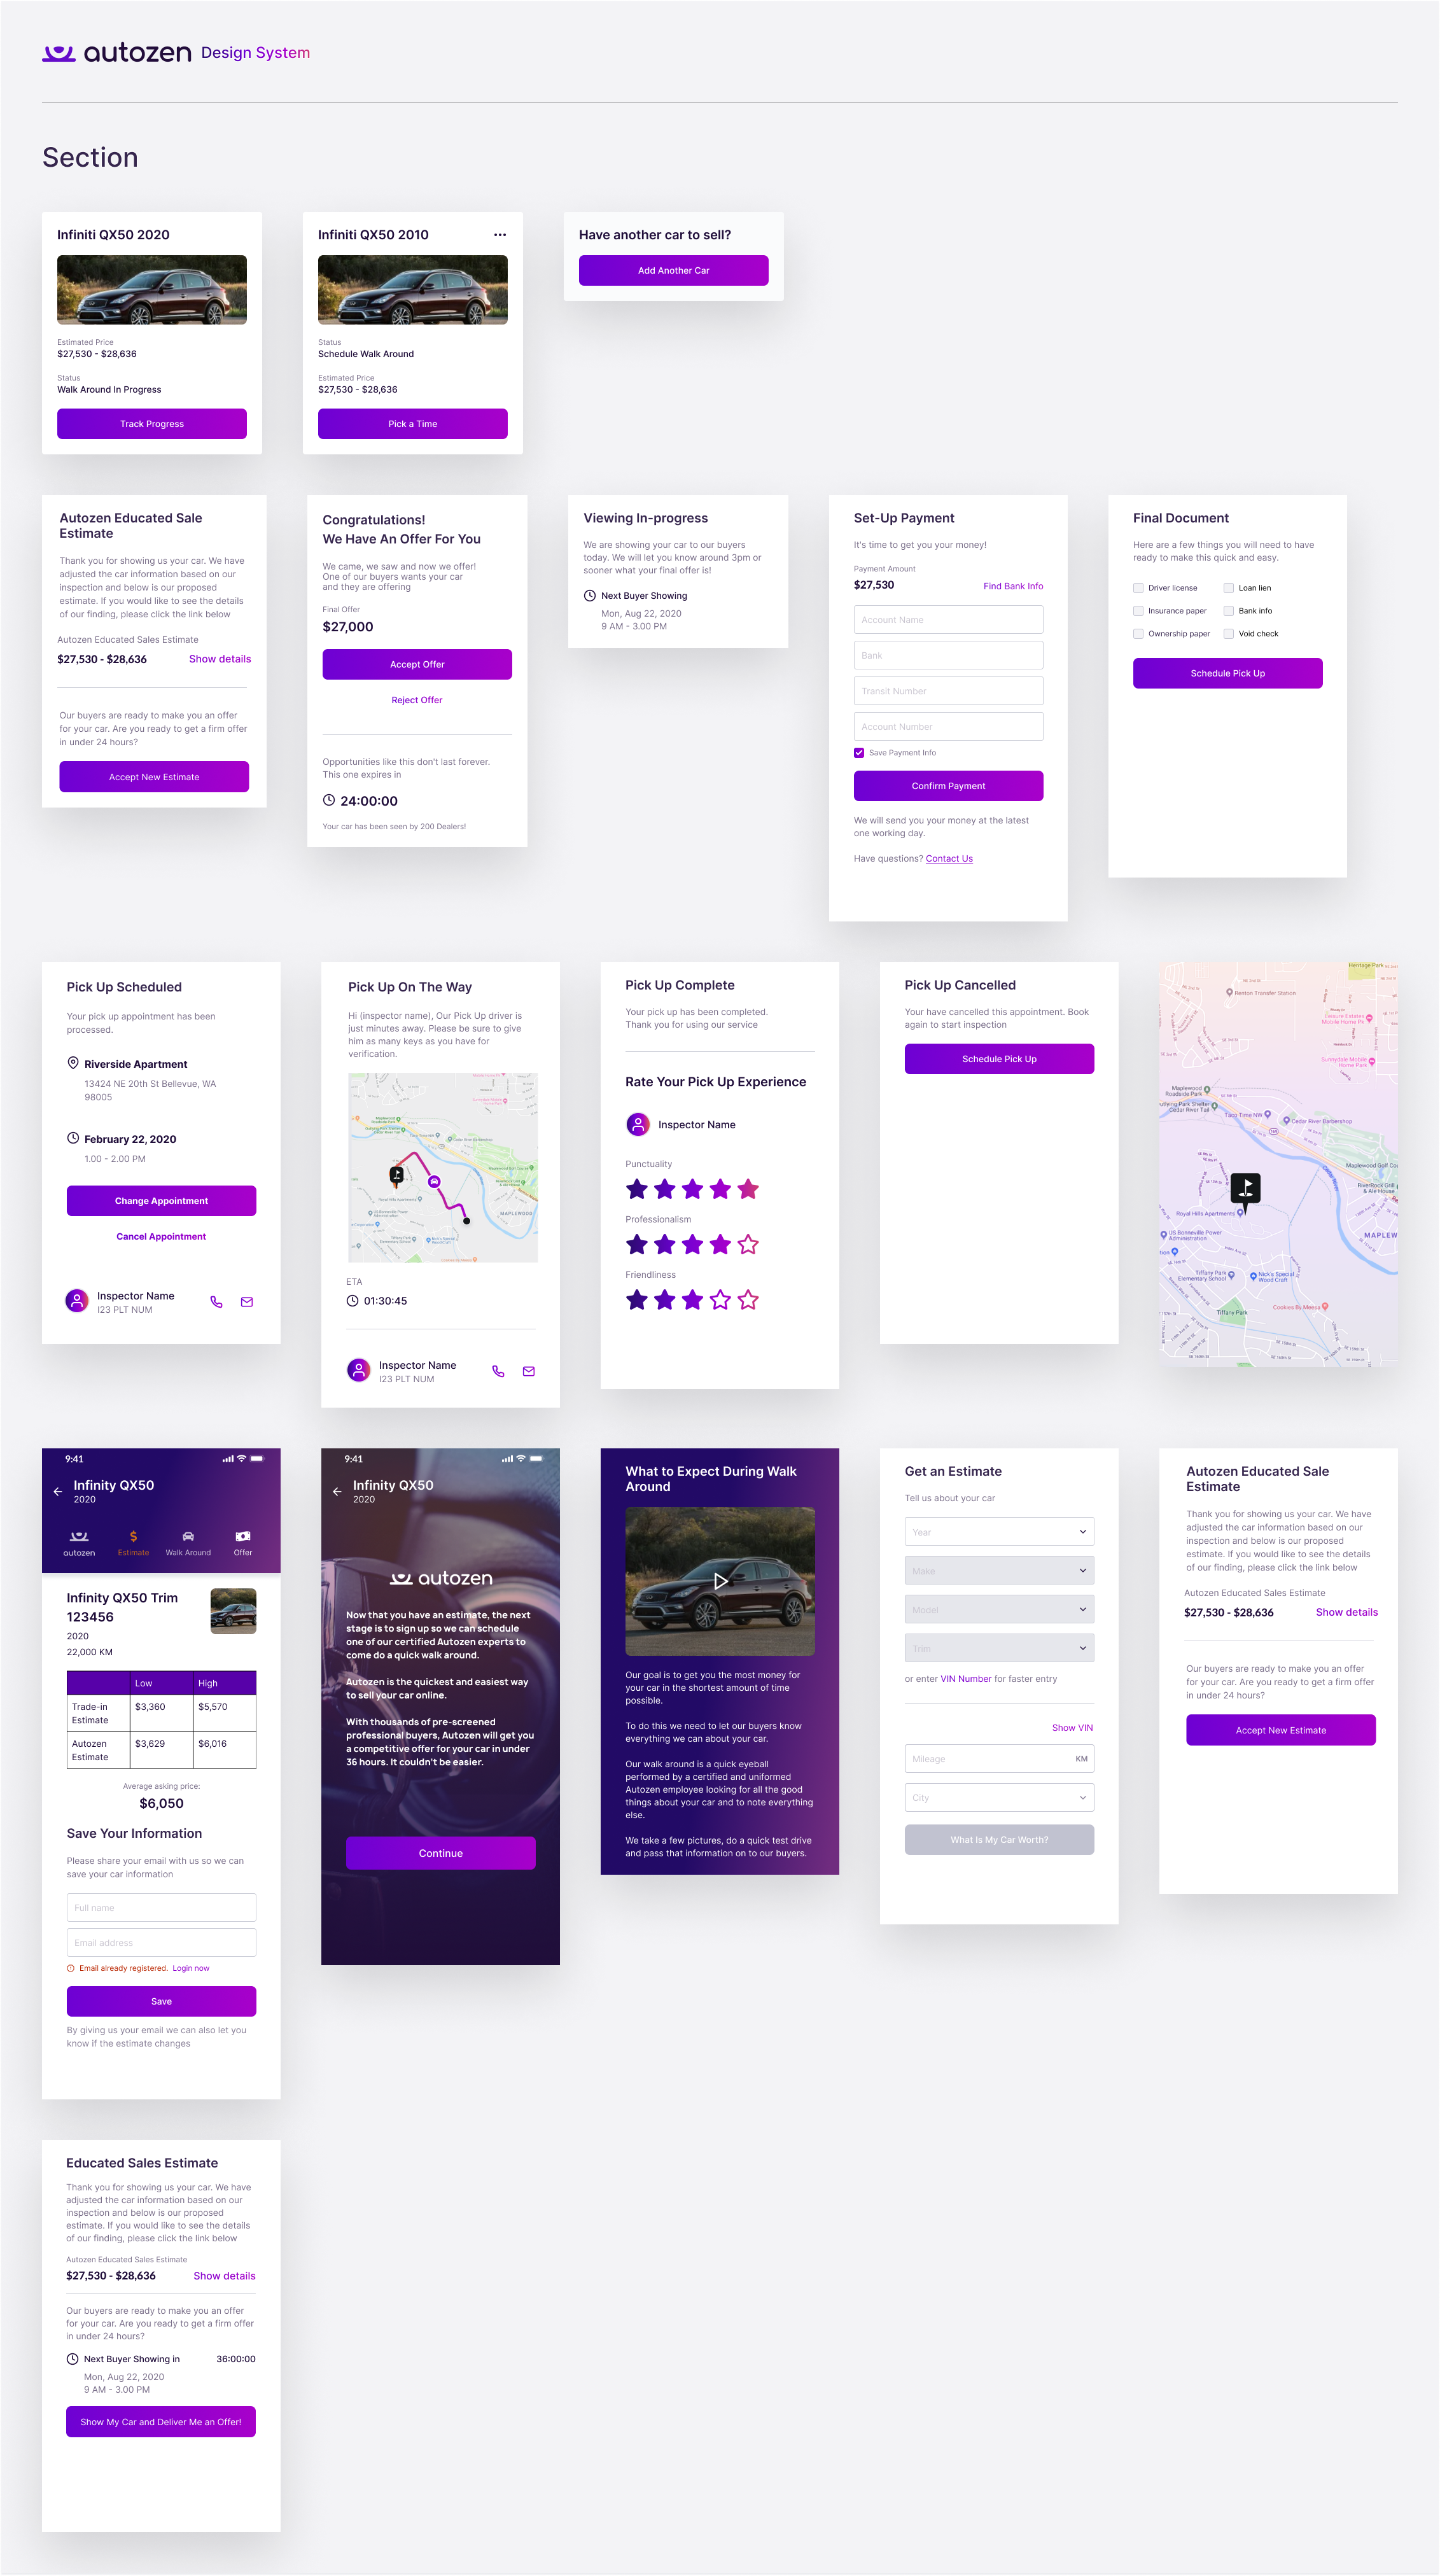 autozen Design System
Section
Infiniti QX50 2020
Estimated Price
$27,530 - $28,636
Status
Walk Around In Progress
Track Progress
Infiniti QX50 2010
Status
Schedule Walk Around
Estimated Price
$27,530 - $28,636
Pick a Time
Have another car to sell?
Add Another Car
Autozen Educated Sale
Estimate
Thank you for showing us your car. We have
adjusted the car information based on our
inspection and below is our proposed
estimate. If you would like to see the details
of our finding, please click the link below
Autozen Educated Sales Estimate
$27,530 - $28,636 Show details
Our buyers are ready to make you an offer
for your car. Are you ready to get a firm offer
in under 24 hours?
Accept New Estimate
Congratulations!
We Have An Offer For You
We came, we saw and now we offer!
One of our buyers wants your car
and they are offering
Final Offer
$27,000
Accept Offer
Reject Offer
Opportunities like this don't last forever.
This one expires in
24:00:00
Your car has been seen by 200 Dealers!
Viewing In-progress
We are showing your car to our buyers
today. We will let you know around 3pm or
sooner what your final offer is!
Next Buyer Showing
Mon, Aug 22, 2020
9 AM - 3.00 PM
Set-Up Payment
It's time to get you your money!
Payment Amount
$27,530 Find Bank Info
Account Name
Bank
Transit Number
Account Number
Save Payment Info
Confirm Payment
We will send you your money at the latest
one working day.
Have questions? Contact Us
Final Document
Here are a few things you will need to have
ready to make this quick and easy.
Driver license Loan lien
Insurance paper Bank info
Ownership paper Void check
Schedule Pick Up
Pick Up Scheduled
Your pick up appointment has been
processed.
Riverside Apartment
13424 NE 20th St Bellevue, WA
98005
February 22, 2020
1.00 - 2.00 PM
Change Appointment
Cancel Appointment
Inspector Name
I23 PLT NUM
Pick Up On The Way
Hi (inspector name), Our Pick Up driver is
just minutes away. Please be sure to give
him as many keys as you have for
verification.
MAPLEWOOD
ETA
01:30:45
Inspector Name
I23 PLT NUM
Pick Up Complete
Your pick up has been completed.
Thank you for using our service
Rate Your Pick Up Experience
Inspector Name
Punctuality
Professionalism
Friendliness
Pick Up Cancelled
Your have cancelled this appointment. Book
again to start inspection
Schedule Pick Up
Heritage Park
Renton Transfer Station
Leisure Estates
Mobile Home Pk
Sunnydale Mobile
Home Park
Maplewood
Roadside Park
Cedar River Trail
Taco Time NW
Cedar River Barbershop
Maplewood Golf Co
RiverRock Grill
& Ale House
Royal Hills Apartments
US Bonneville Power
Administration
MAPLEW
Tiffany Park
Elementary School
Nick's Special
Wood Craft
Tiffany Park
Cookies By Meesa
9:41
Infinity QX50
2020
autozen Estimate Walk Around Offer
Infinity QX50 Trim
123456
2020
22,000 KM
Low High
Trade-in
Estimate
$3,360 $5,570
Autozen
Estimate
$3,629 $6,016
Average asking price:
$6,050
Save Your Information
Please share your email with us so we can
save your car information
Full name
Email address
Email already registered. Login now
Save
By giving us your email we can also let you
know if the estimate changes
9:41
Infinity QX50
2020
autozen
Now that you have an estimate, the next
stage is to sign up so we can schedule
one of our certified Autozen experts to
come do a quick walk around.
Autozen is the quickest and easiest way
to sell your car online.
With thousands of pre-screened
professional buyers, Autozen will get you
a competitive offer for your car in under
36 hours. It couldn't be easier.
Continue
What to Expect During Walk
Around
Our goal is to get you the most money for
your car in the shortest amount of time
possible.
To do this we need to let our buyers know
everything we can about your car.
Our walk around is a quick eyeball
performed by a certified and uniformed
Autozen employee looking for all the good
things about your car and to note everything
else.
We take a few pictures, do a quick test drive
and pass that information on to our buyers.
Get an Estimate
Tell us about your car
Year
Make
Model
Trim
or enter VIN Number for faster entry
Show VIN
Mileage KM
City
What Is My Car Worth?
Autozen Educated Sale
Estimate
Thank you for showing us your car. We have
adjusted the car information based on our
inspection and below is our proposed
estimate. If you would like to see the details
of our finding, please click the link below
Autozen Educated Sales Estimate
$27,530 - $28,636 Show details
Our buyers are ready to make you an offer
for your car. Are you ready to get a firm offer
in under 24 hours?
Accept New Estimate
Educated Sales Estimate
Thank you for showing us your car. We have
adjusted the car information based on our
inspection and below is our proposed
estimate. If you would like to see the details
of our finding, please click the link below
Autozen Educated Sales Estimate
$27,530 - $28,636 Show details
Our buyers are ready to make you an offer
for your car. Are you ready to get a firm offer
in under 24 hours?
Next Buyer Showing in 36:00:00
Mon, Aug 22, 2020
9 AM - 3.00 PM
Show My Car and Deliver Me an Offer!